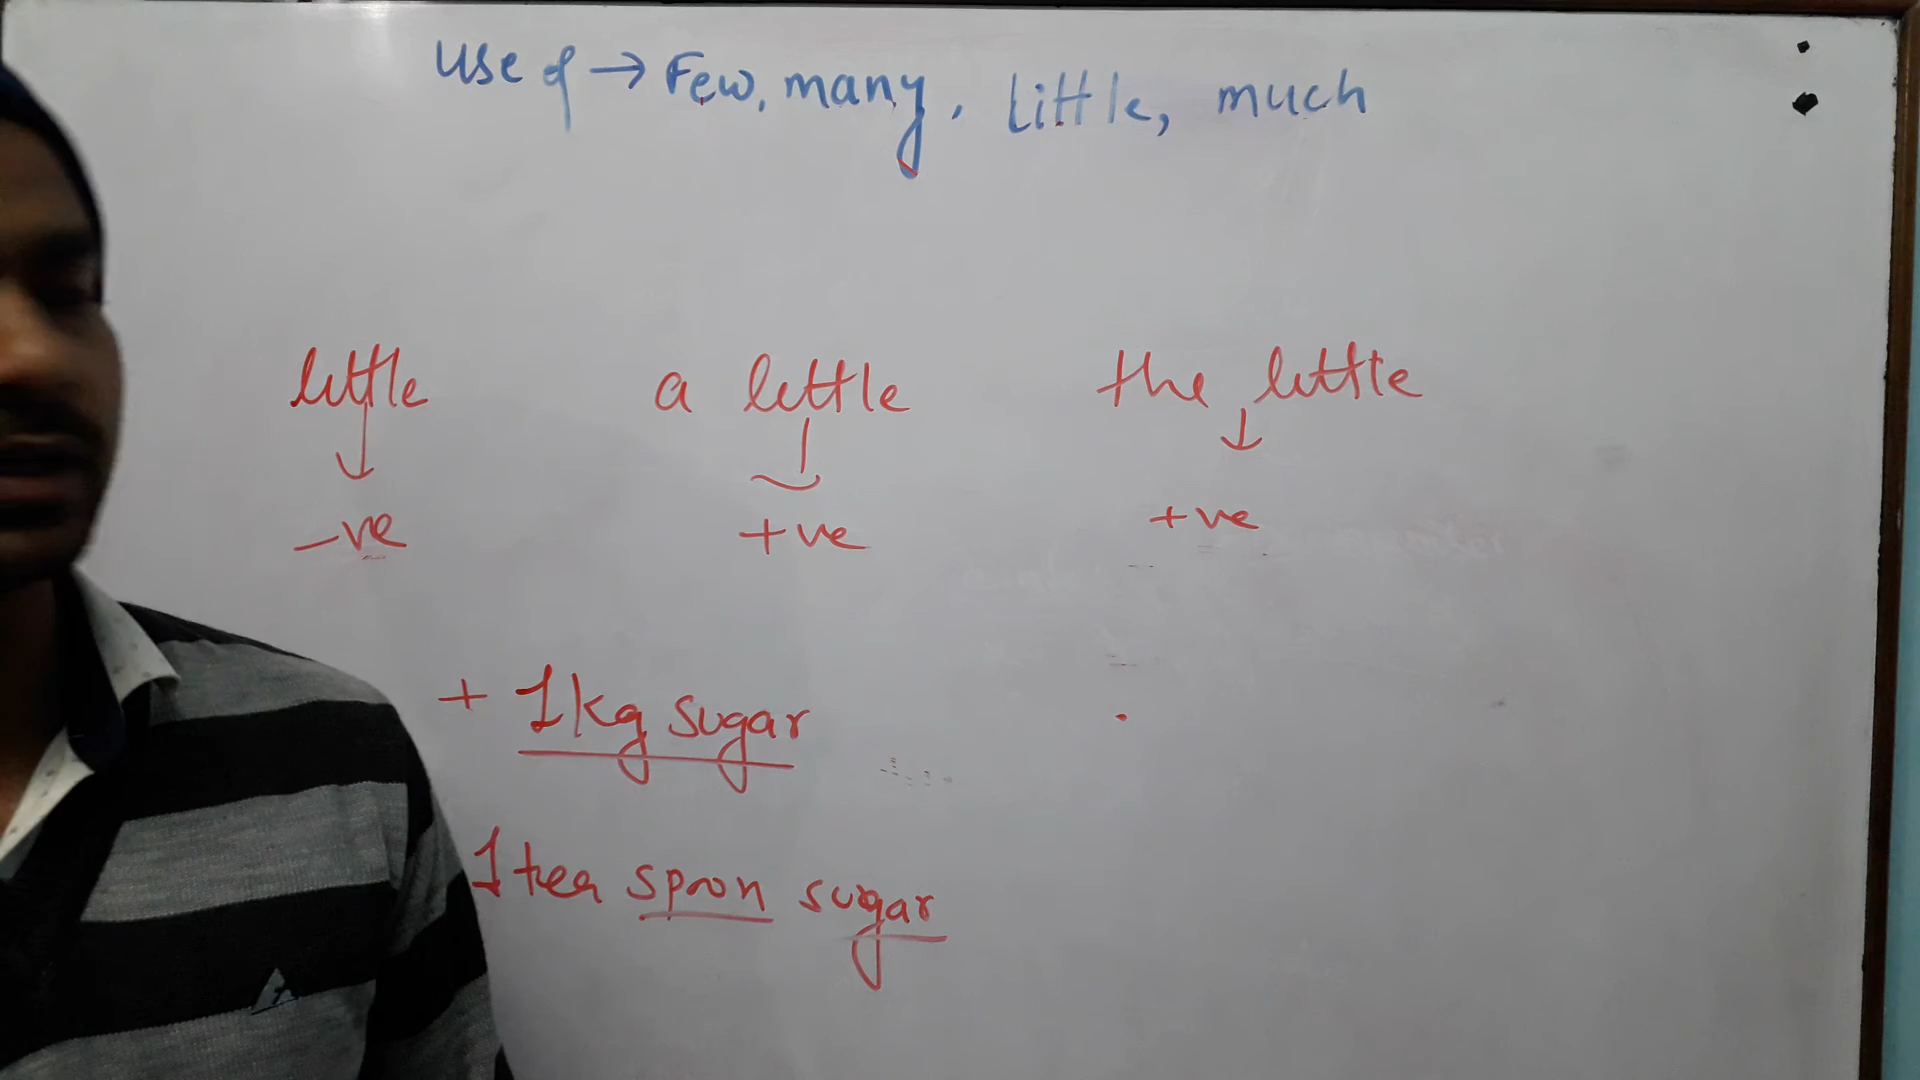 Use of → Few, many, Little, much
little a little the little
-ve +ve +ve
+ 1kg sugar
1 tea spoon sugar